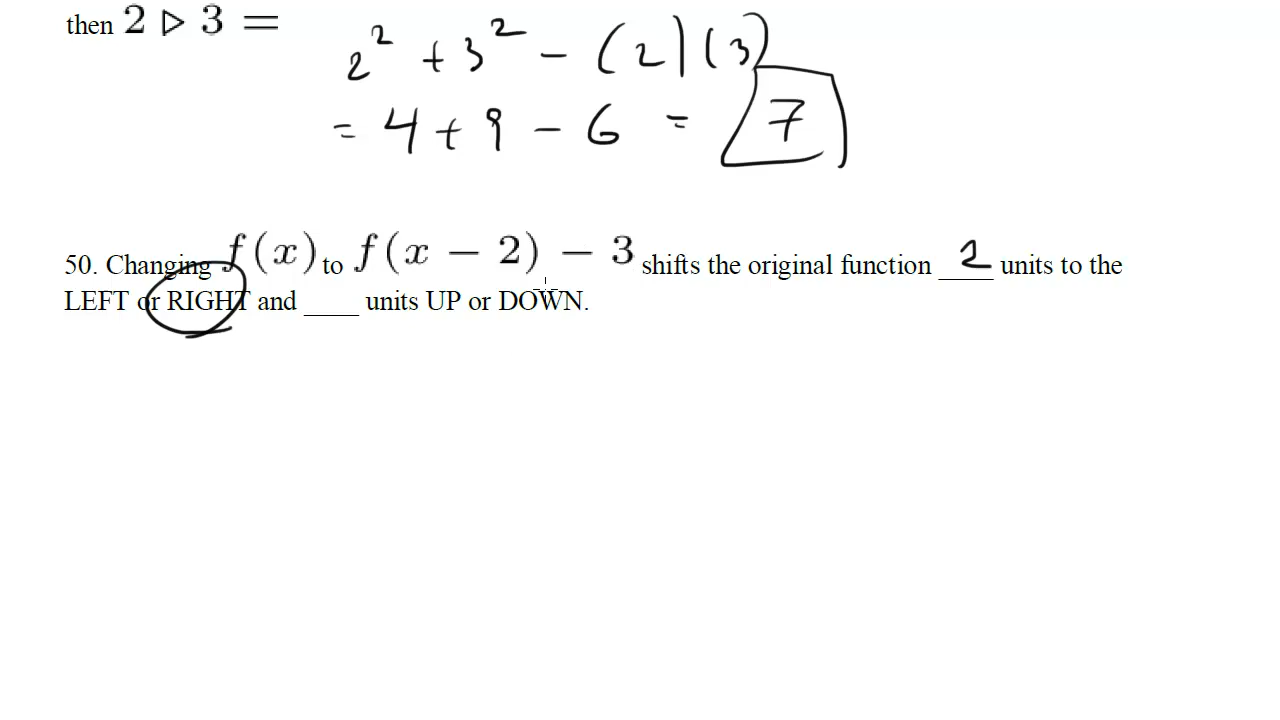 then 2 ▷ 3 = 2² + 3² - (2)(3)
= 4 + 9 - 6 = 7
50. Changing f(x) to f(x - 2) - 3 shifts the original function 2 units to the
LEFT or RIGHT and ____ units UP or DOWN.